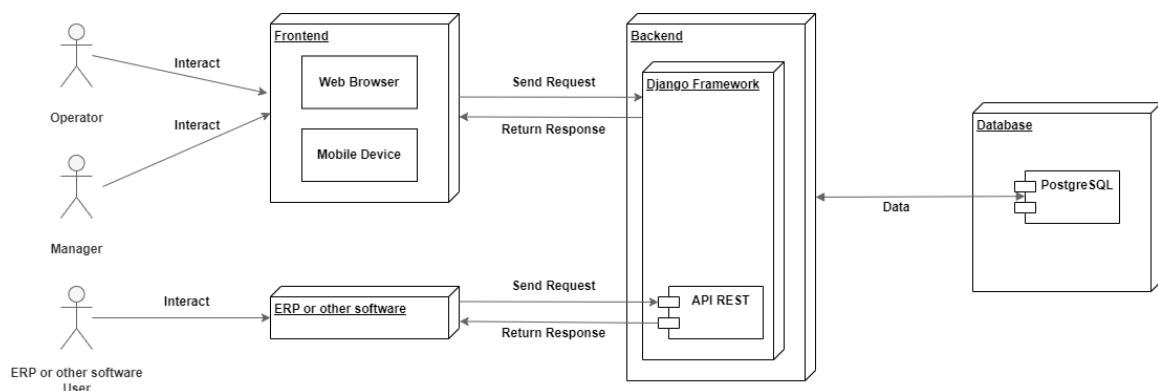 Frontend
Backend
Interact
Web Browser
Send Request
Django Framework
Operator
Interact
Return Response
Database
Mobile Device
PostgreSQL
Data
Manager
Interact
ERP or other software
Send Request
API REST
Return Response
ERP or other software
User